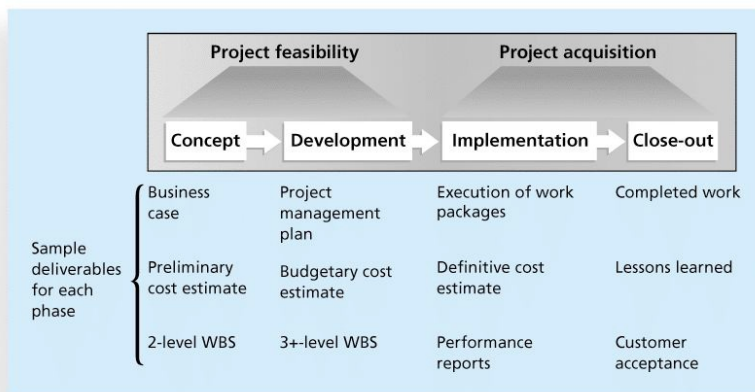 Project feasibility
Project acquisition
Concept
Development
Implementation
Close-out
Sample
deliverables
for each
phase
Business
case
Project
management
plan
Execution of work
packages
Completed work
Preliminary
cost estimate
Budgetary cost
estimate
Definitive cost
estimate
Lessons learned
2-level WBS
3+-level WBS
Performance
reports
Customer
acceptance